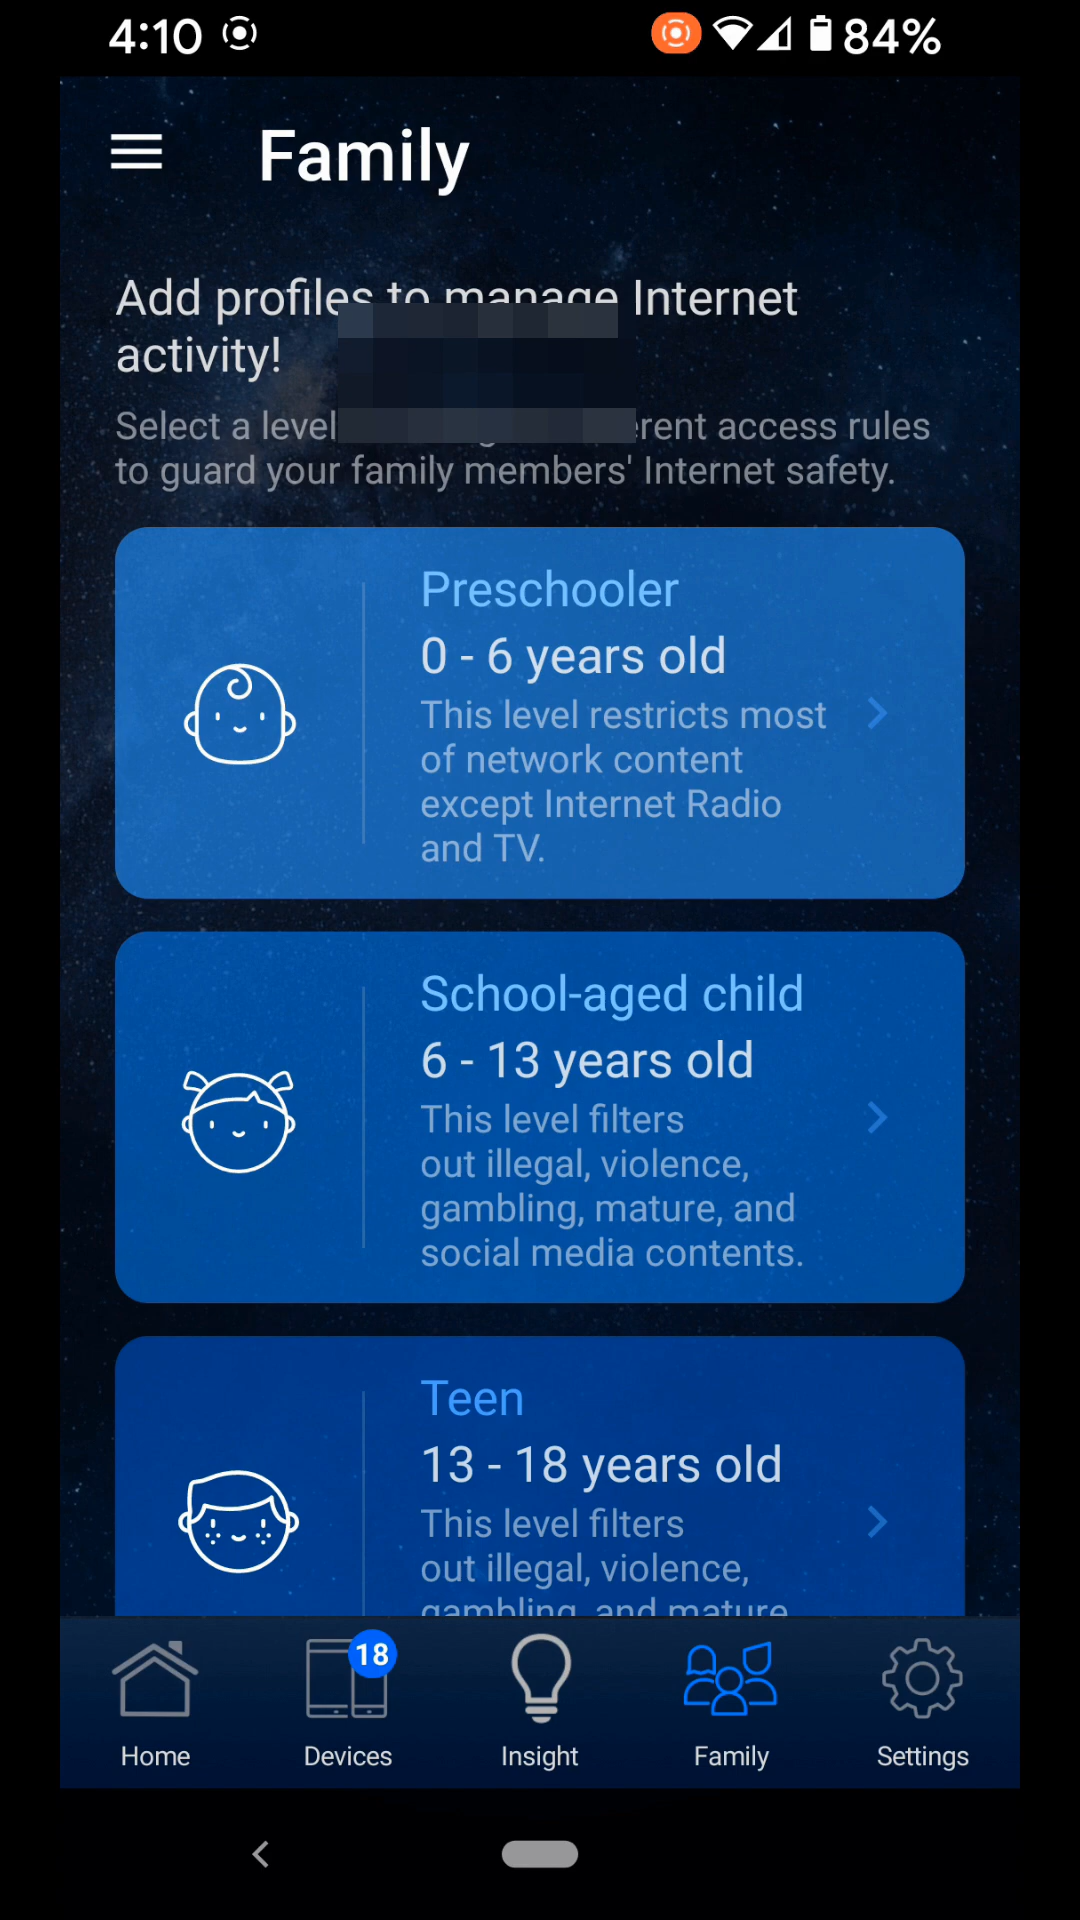 4:10
84%
Family
Add profiles to manage Internet
activity!
Select a level erent access rules
to guard your family members' Internet safety.
Preschooler
0 - 6 years old
This level restricts most
of network content
except Internet Radio
and TV.
School-aged child
6 - 13 years old
This level filters
out illegal, violence,
gambling, mature, and
social media contents.
Teen
13 - 18 years old
This level filters
out illegal, violence,
gambling, and mature
18
Home
Devices
Insight
Family
Settings